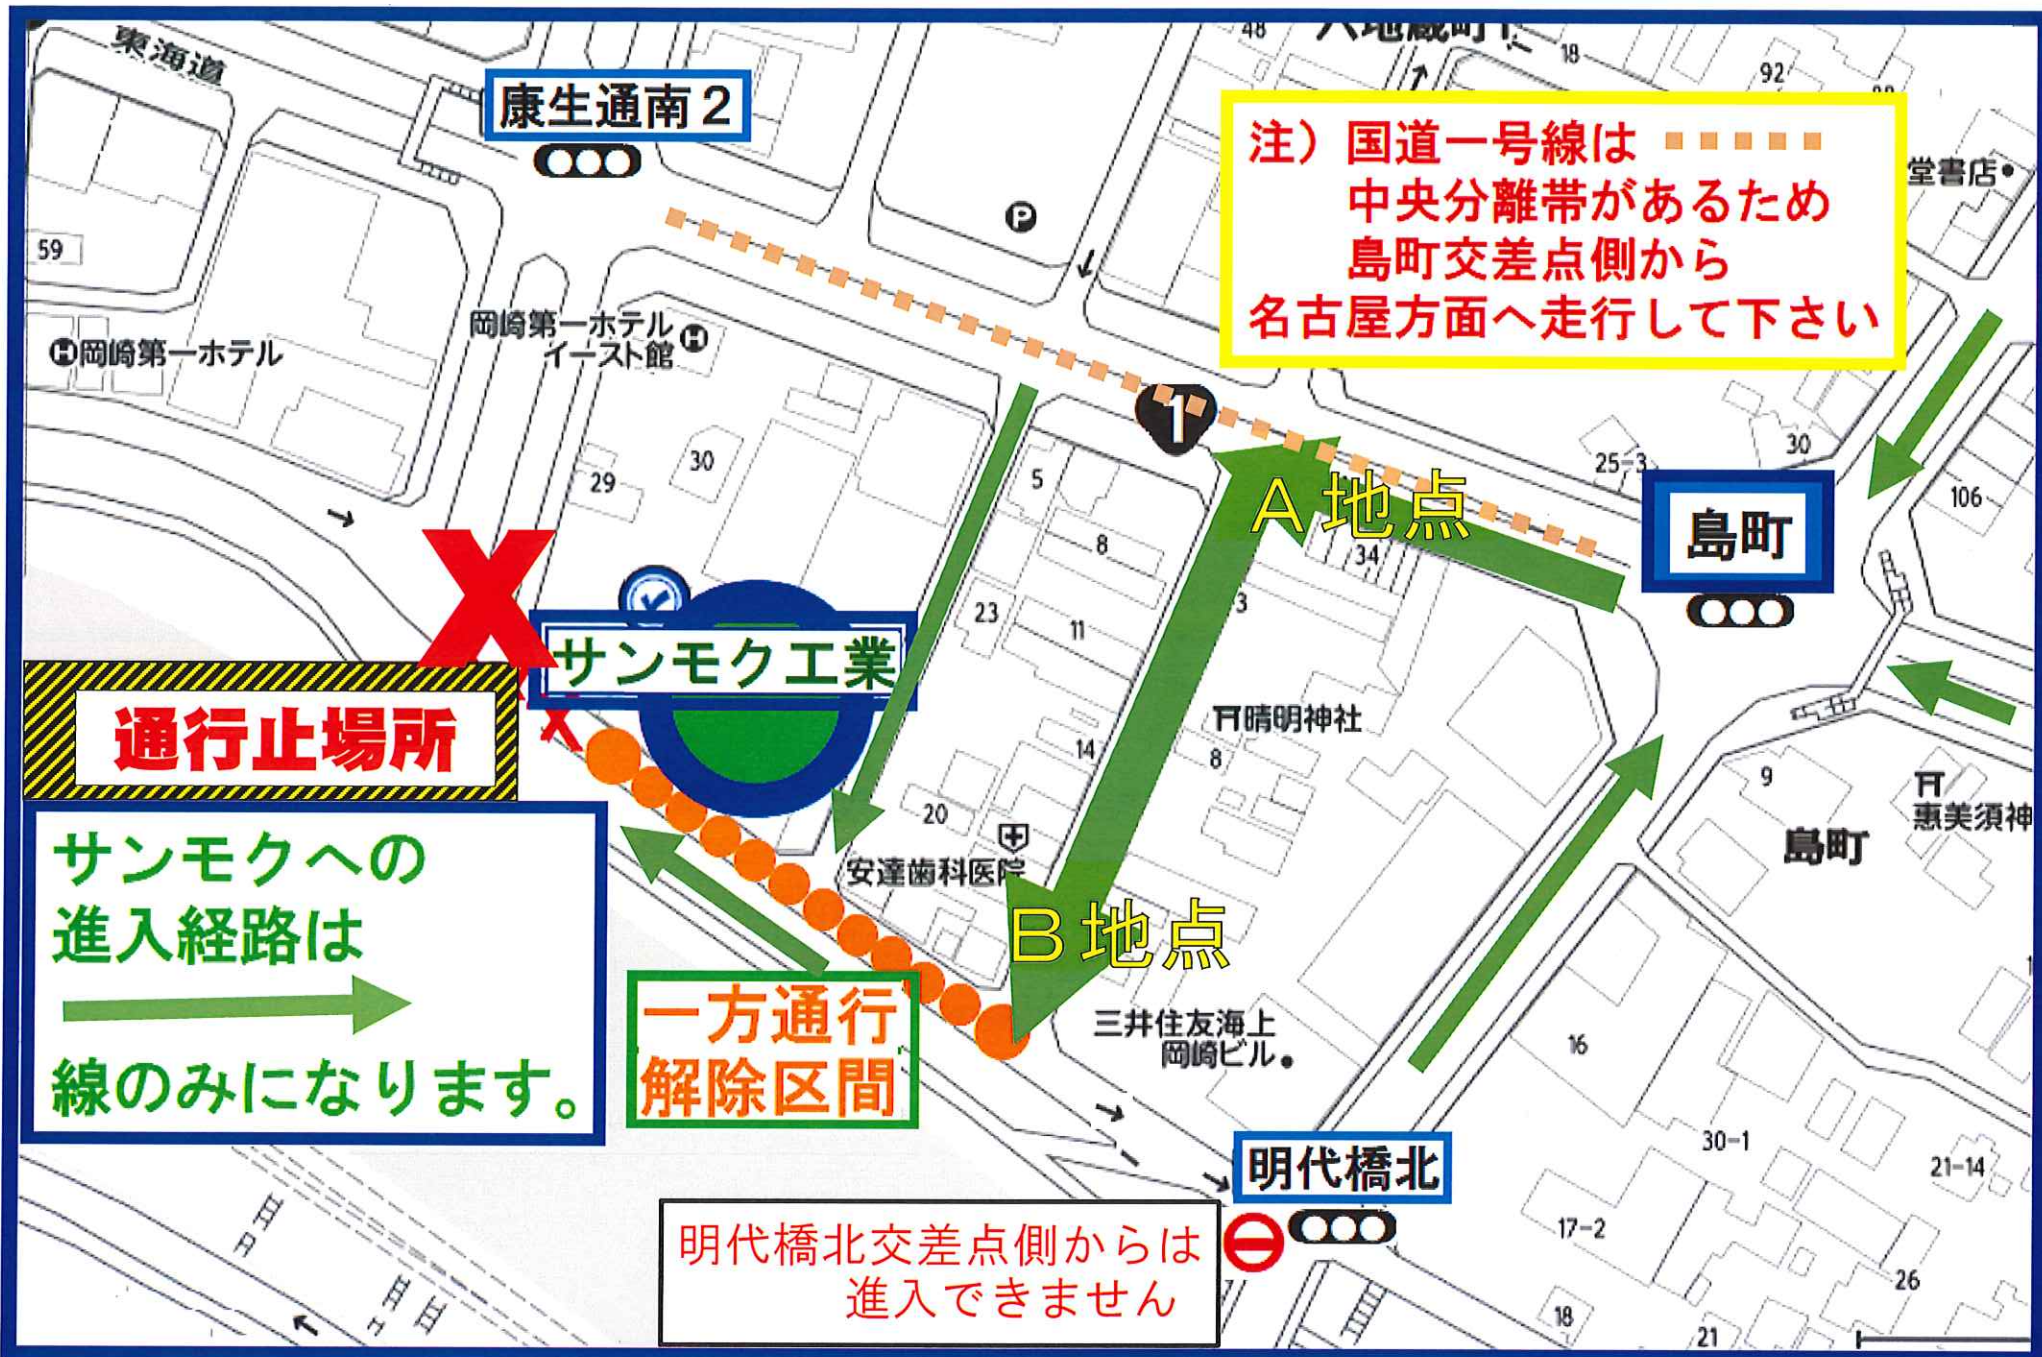 東海道
康生通南2
48
18
92
注）国道一号線は
中央分離帯があるため
島町交差点側から
名古屋方面へ走行して下さい
堂書店
P
59
H岡崎第一ホテル
岡崎第一ホテル H
イースト館
1
29
30
5
8
23
11
14
20
A地点
34
3
25-3
30
106
島町
サンモク工業
X
X
通行止場所
サンモクへの
進入経路は
線のみになります。
晴明神社
8
安達歯科医院
B地点
一方通行
解除区間
三井住友海上
岡崎ビル
9
島町
恵美須神
16
30-1
21-14
17-2
26
18
21
明代橋北
明代橋北交差点側からは
進入できません